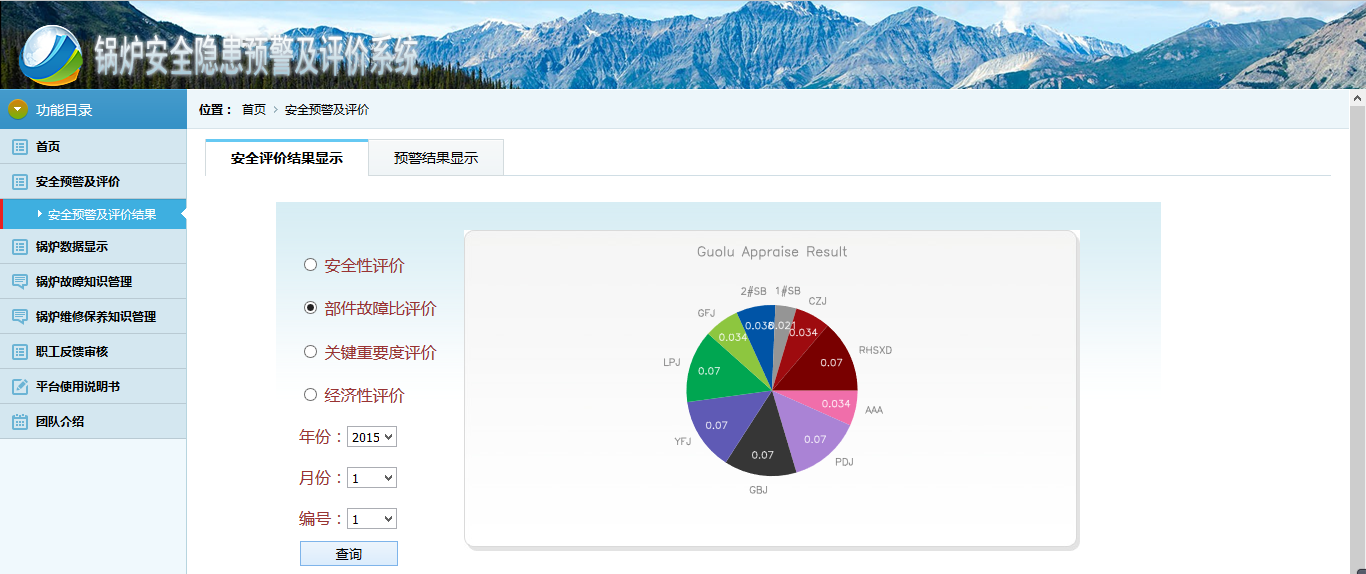 锅炉安全隐患预警及评价系统
功能目录
位置： 首页 > 安全预警及评价
首页
安全预警及评价
安全预警及评价结果
锅炉数据显示
锅炉故障知识管理
锅炉维修保养知识管理
职工反馈审核
平台使用说明书
团队介绍
安全评价结果显示
预警结果显示
安全性评价
部件故障比评价
关键重要度评价
经济性评价
年份：2015
月份：1
编号：1
查询
Guolu Appraise Result
2#SB
1#SB
CZJ
GFJ
0.036
0.021
0.034
0.034
RHSXD
LPJ
0.07
0.07
0.034
AAA
0.07
0.07
YFJ
0.07
PDJ
GBJ